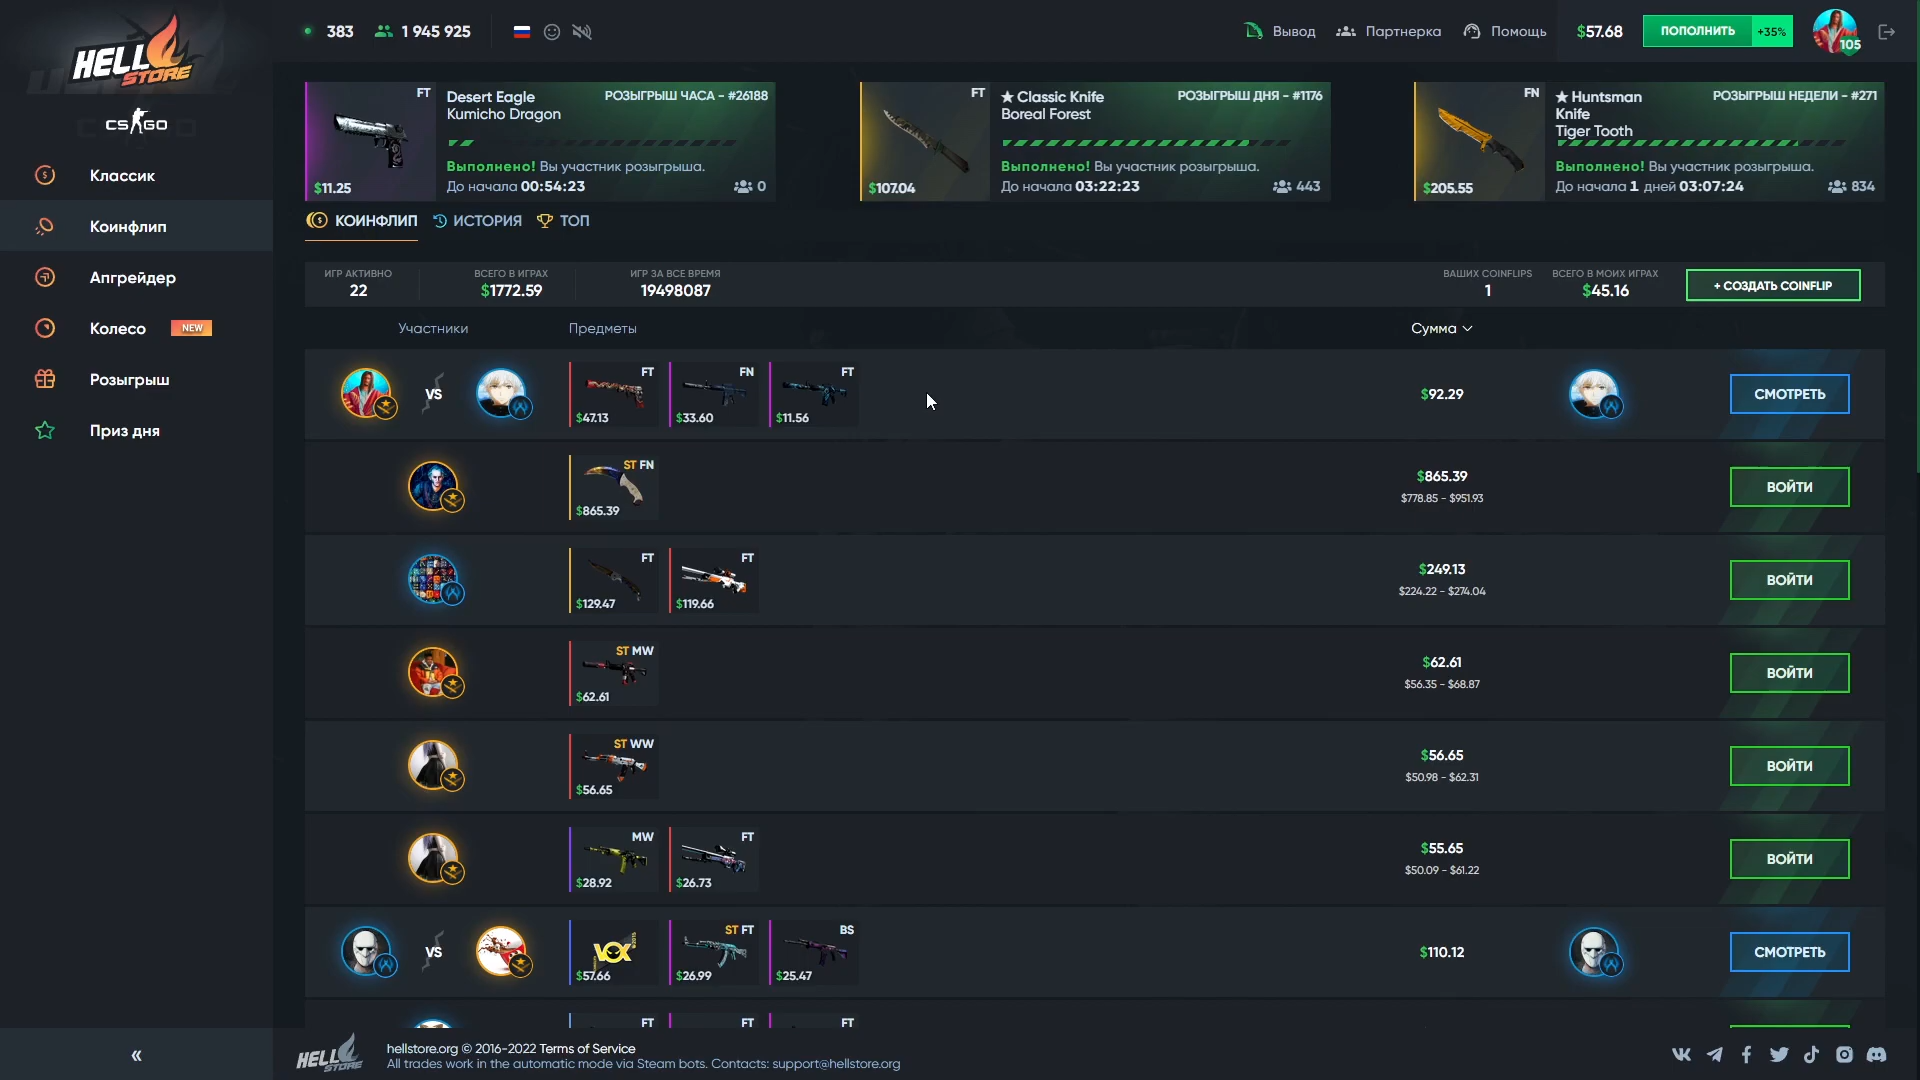 HELL STORE
383
1 945 925
Вывод
Партнерка
Помощь
$57.68
ПОПОЛНИТЬ +35%
105
CS GO
Классик
Коинфлип
Апгрейдер
Колесо NEW
Розыгрыш
Приз дня
FT
$11.25
Desert Eagle
Kumicho Dragon
РОЗЫГРЫШ ЧАСА - #26188
Выполнено! Вы участник розыгрыша.
До начала 00:54:23
0
FT
$107.04
★ Classic Knife
Boreal Forest
РОЗЫГРЫШ ДНЯ - #1176
Выполнено! Вы участник розыгрыша.
До начала 03:22:23
443
FN
$205.55
★ Huntsman
Knife
Tiger Tooth
РОЗЫГРЫШ НЕДЕЛИ - #271
Выполнено! Вы участник розыгрыша.
До начала 1 дней 03:07:24
834
КОИНФЛИП
ИСТОРИЯ
ТОП
ИГР АКТИВНО
22
ВСЕГО В ИГРАХ
$1772.59
ИГР ЗА ВСЕ ВРЕМЯ
19498087
ВАШИХ COINFLIPS
1
ВСЕГО В МОИХ ИГРАХ
$45.16
+ СОЗДАТЬ COINFLIP
Участники
Предметы
Сумма
VS
FT
$47.13
FN
$33.60
FT
$11.56
$92.29
СМОТРЕТЬ
ST FN
$865.39
$865.39
$778.85 - $951.93
ВОЙТИ
FT
$129.47
FT
$119.66
$249.13
$224.22 - $274.04
ВОЙТИ
ST MW
$62.61
$62.61
$56.35 - $68.87
ВОЙТИ
ST WW
$56.65
$56.65
$50.98 - $62.31
ВОЙТИ
MW
$28.92
FT
$26.73
$55.65
$50.09 - $61.22
ВОЙТИ
VS
VOX
$57.66
ST FT
$26.99
BS
$25.47
$110.12
СМОТРЕТЬ
FT
FT
FT
«
HELL STORE
hellstore.org © 2016-2022 Terms of Service
All trades work in the automatic mode via Steam bots. Contacts: support@hellstore.org